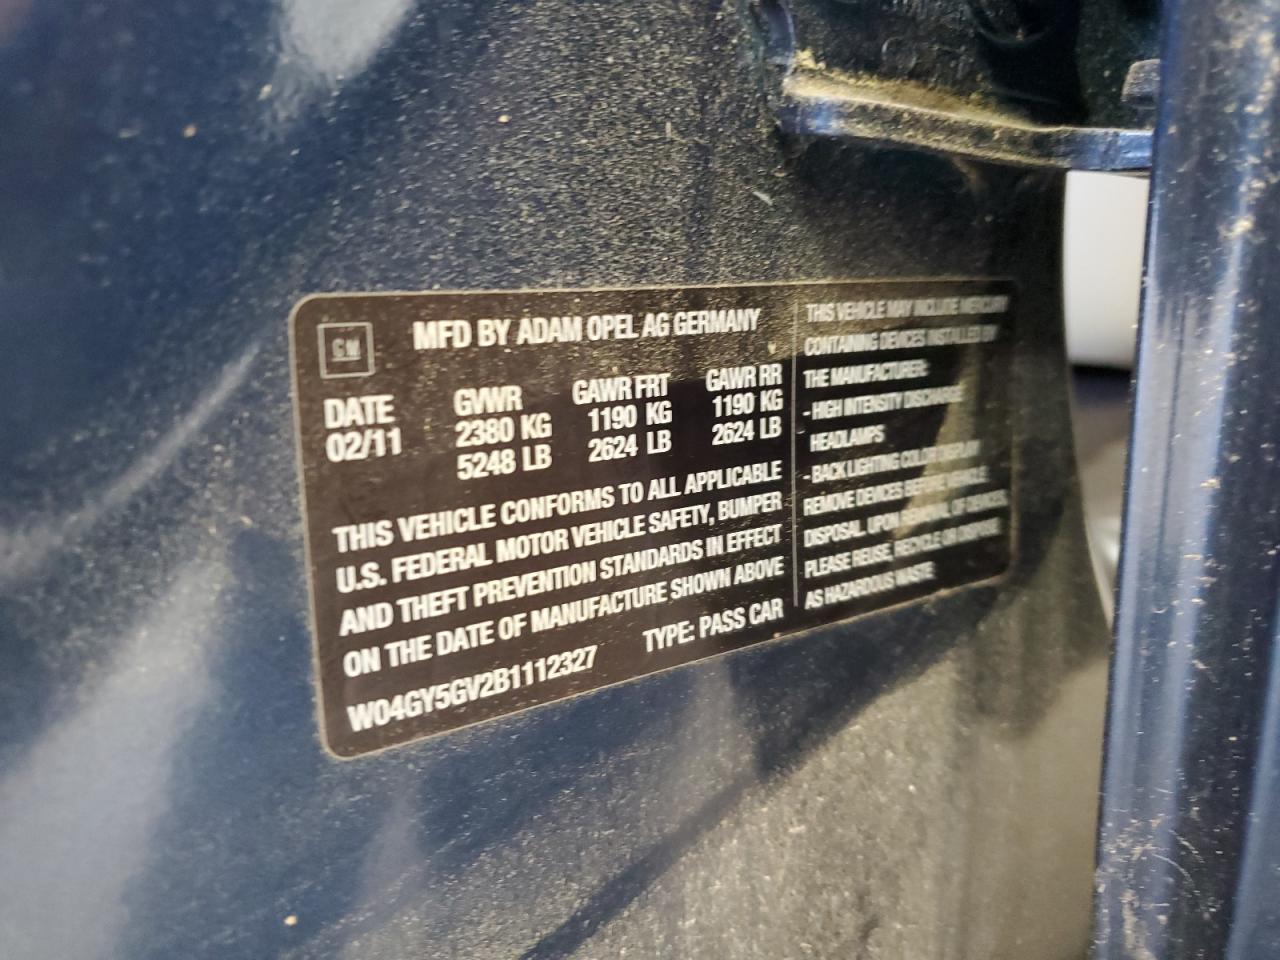 GM
MFD BY ADAM OPEL AG GERMANY
DATE GVWR GAWR FRT GAWR RR
02/11 2380 KG 1190 KG 1190 KG
5248 LB 2624 LB 2624 LB
THIS VEHICLE CONFORMS TO ALL APPLICABLE
U.S. FEDERAL MOTOR VEHICLE SAFETY, BUMPER
AND THEFT PREVENTION STANDARDS IN EFFECT
ON THE DATE OF MANUFACTURE SHOWN ABOVE
W04GY5GV2B1112327 TYPE: PASS CAR
THIS VEHICLE MAY INCLUDE MERCURY
CONTAINING DEVICES INSTALLED BY
THE MANUFACTURER:
- HIGH INTENSITY DISCHARGE
HEADLAMPS
- BACK LIGHTING COLOR DISPLAY
REMOVE DEVICES BEFORE VEHICLE
DISPOSAL. UPON REMOVAL OF DEVICES,
PLEASE REUSE, RECYCLE OR DISPOSE
AS HAZARDOUS WASTE